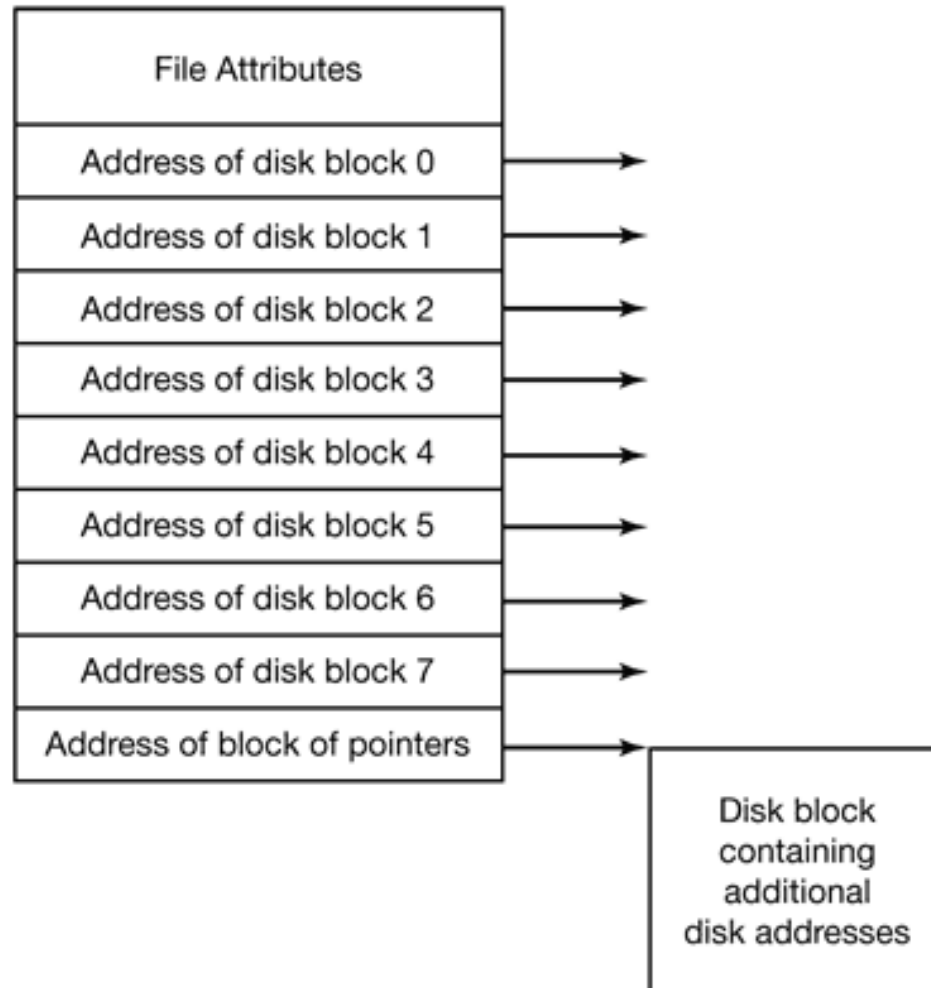 File Attributes
Address of disk block 0
Address of disk block 1
Address of disk block 2
Address of disk block 3
Address of disk block 4
Address of disk block 5
Address of disk block 6
Address of disk block 7
Address of block of pointers
Disk block
containing
additional
disk addresses